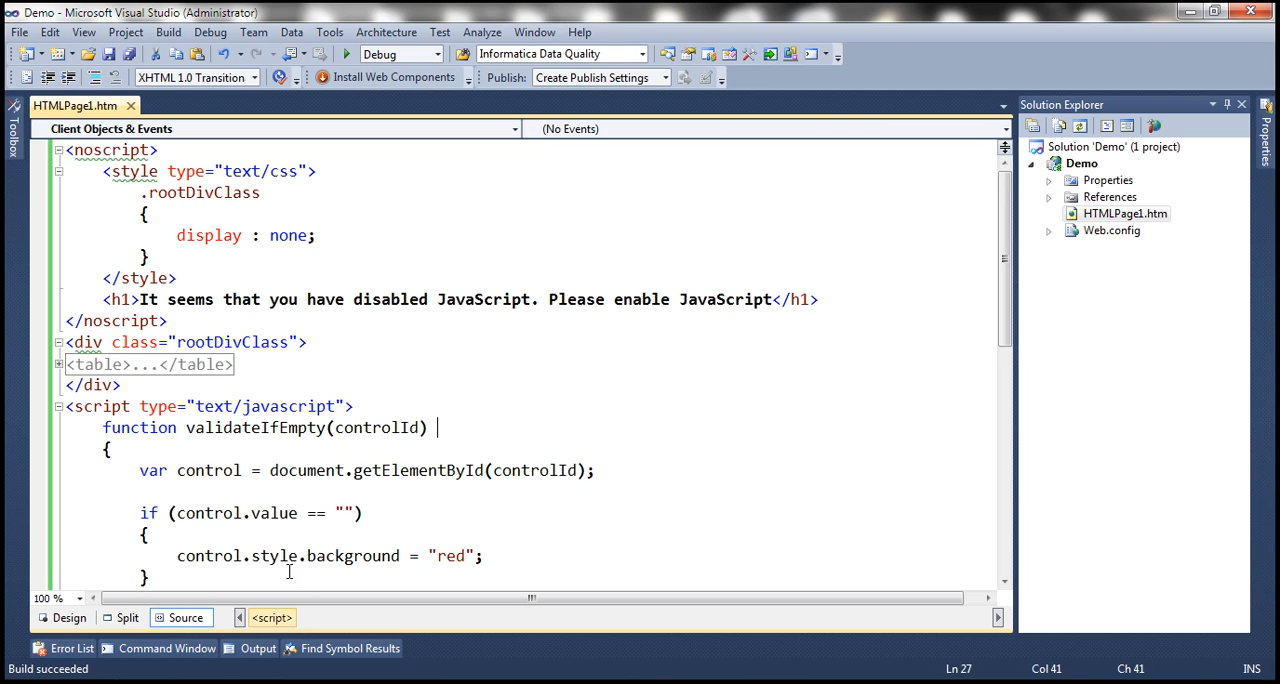 Demo - Microsoft Visual Studio (Administrator)
File Edit View Project Build Debug Team Data Tools Architecture Test Analyze Window Help
Debug Informatica Data Quality
XHTML 1.0 Transition Install Web Components Publish: Create Publish Settings
Toolbox
HTMLPage1.htm
Client Objects & Events (No Events)
<noscript>
<style type="text/css">
.rootDivClass
{
display : none;
}
</style>
<h1>It seems that you have disabled JavaScript. Please enable JavaScript</h1>
</noscript>
<div class="rootDivClass">
<table>...</table>
</div>
<script type="text/javascript">
function validateIfEmpty(controlId)
{
var control = document.getElementById(controlId);
if (control.value == "")
{
control.style.background = "red";
}
100 %
Design Split Source <script>
Solution Explorer
Solution 'Demo' (1 project)
Demo
Properties
References
HTMLPage1.htm
Web.config
Properties
Error List Command Window Output Find Symbol Results
Build succeeded Ln 27 Col 41 Ch 41 INS